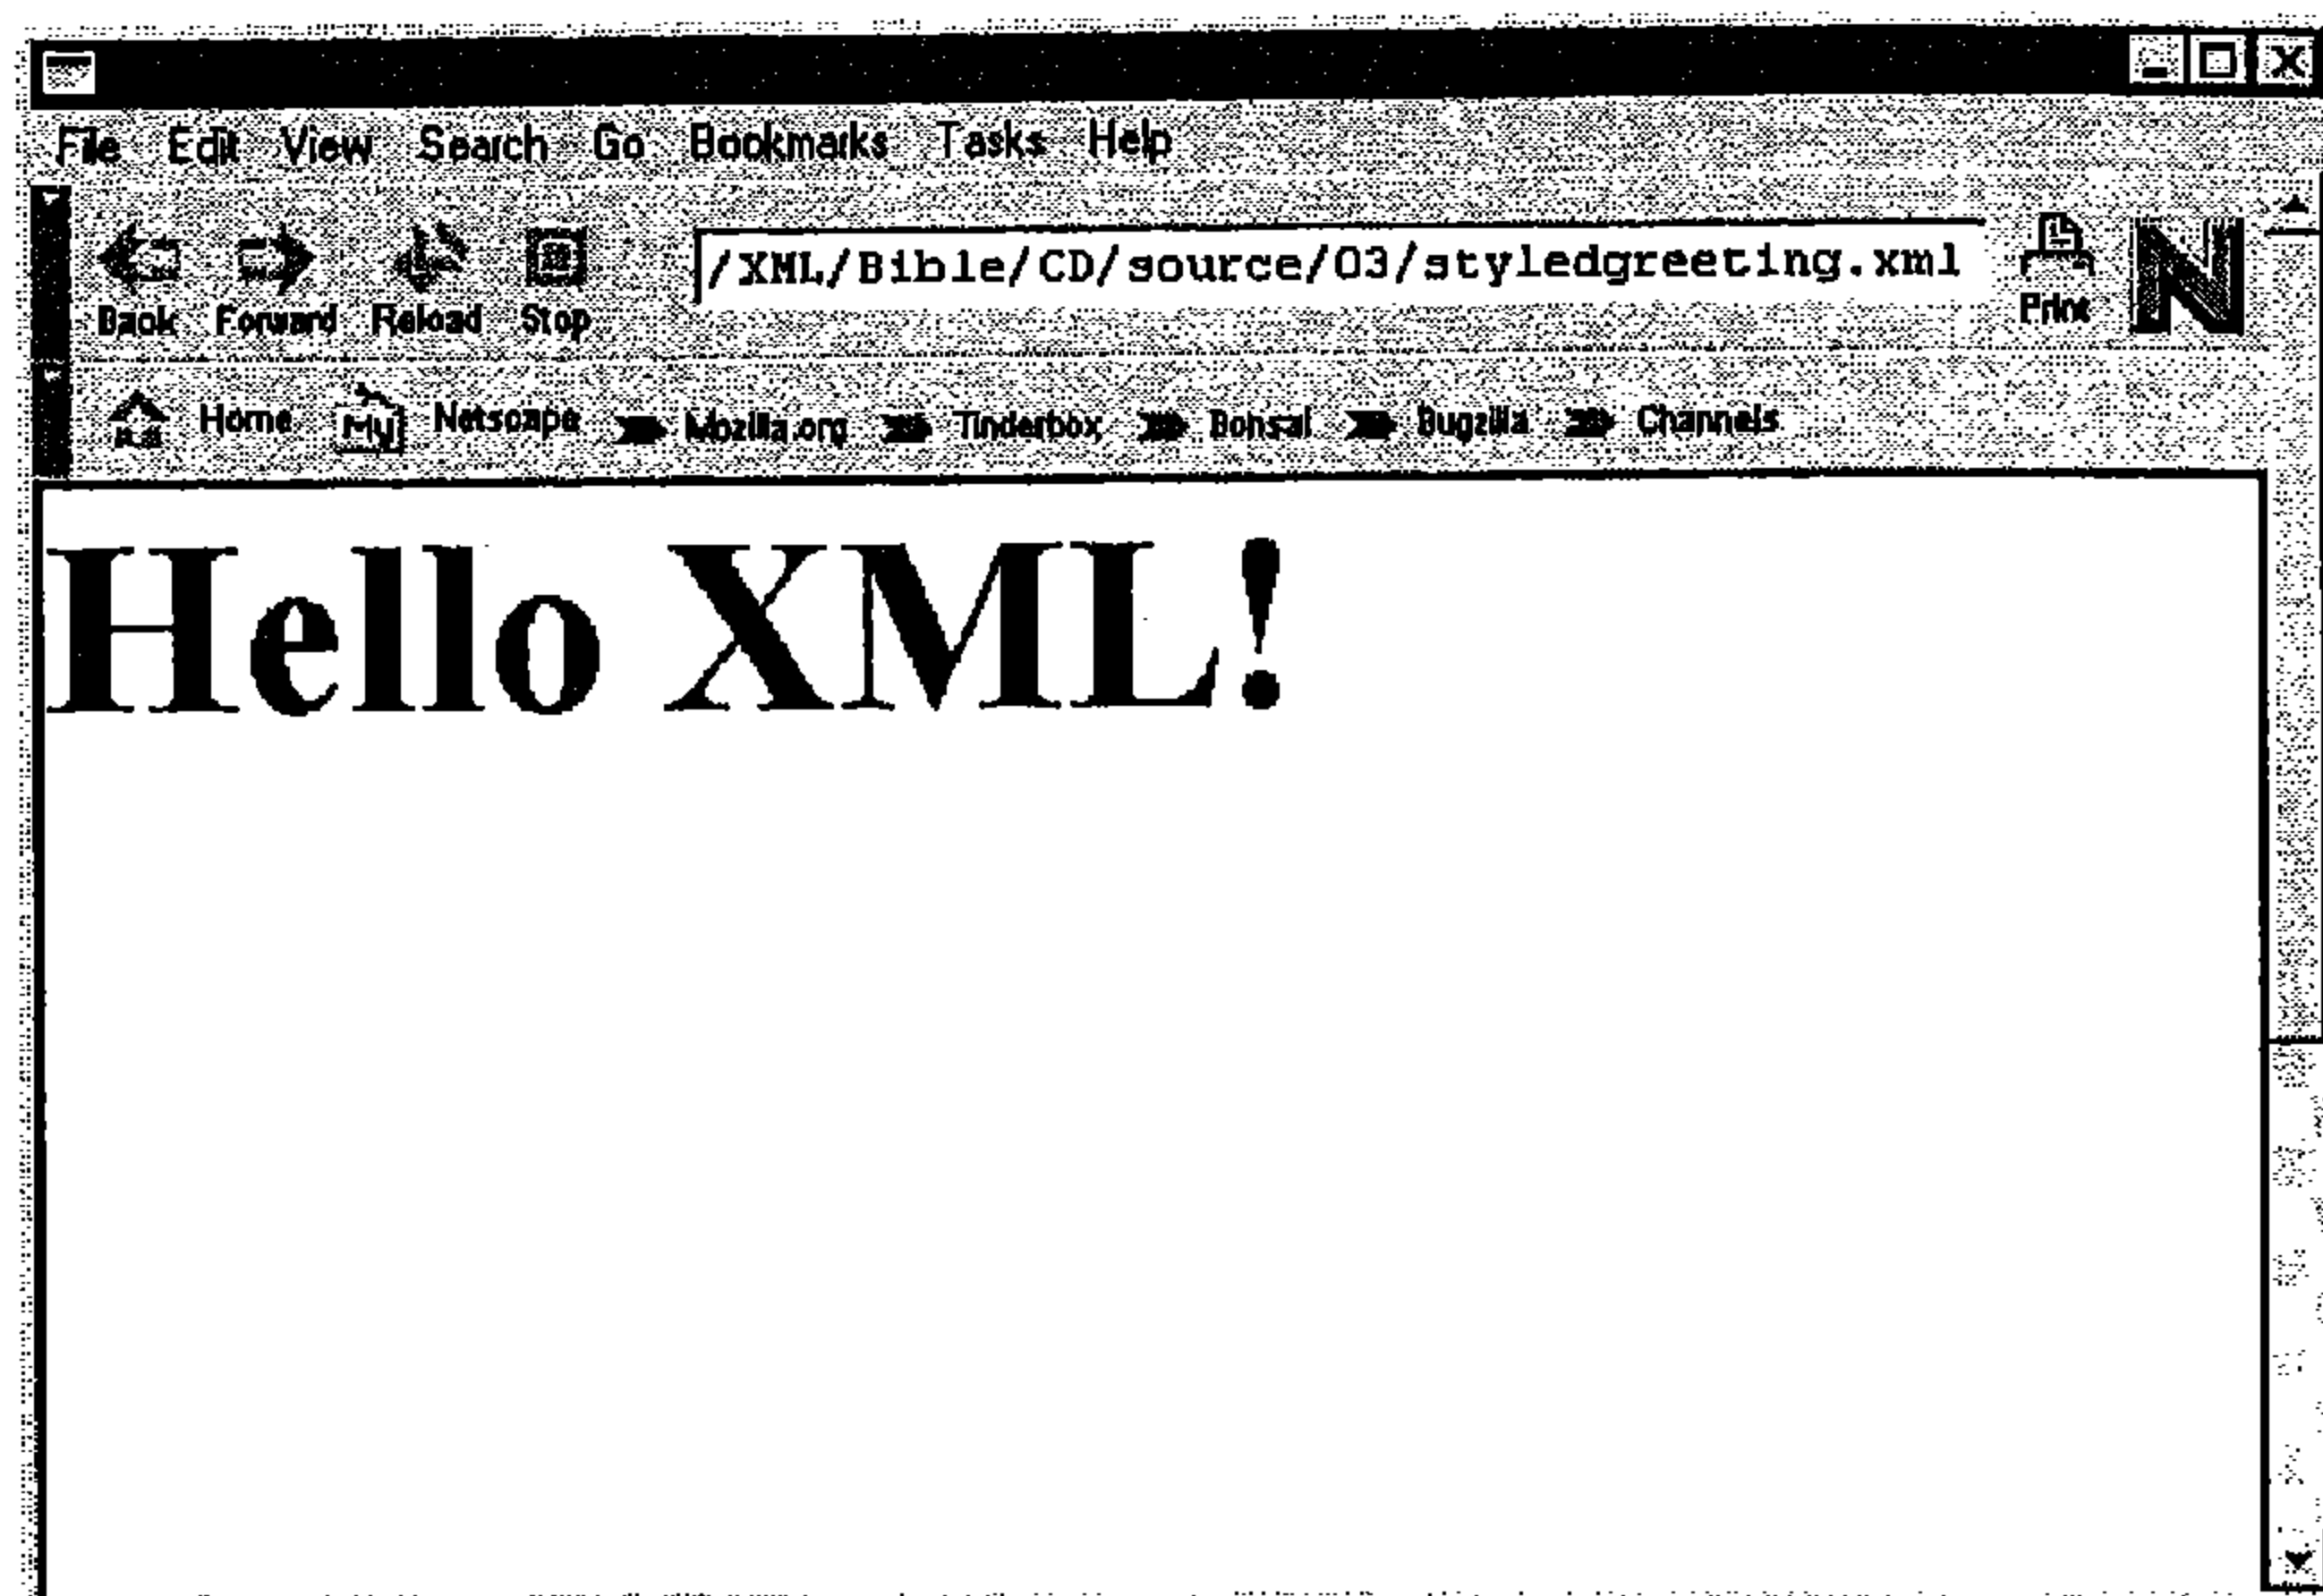 File Edit View Search Go Bookmarks Tasks Help
/XML/Bible/CD/source/03/styledgreeting.xml
Back Forward Reload Stop Print N
Home My Netscape Mozilla.org Tinderbox Bonsai Bugzilla Channels
Hello XML!